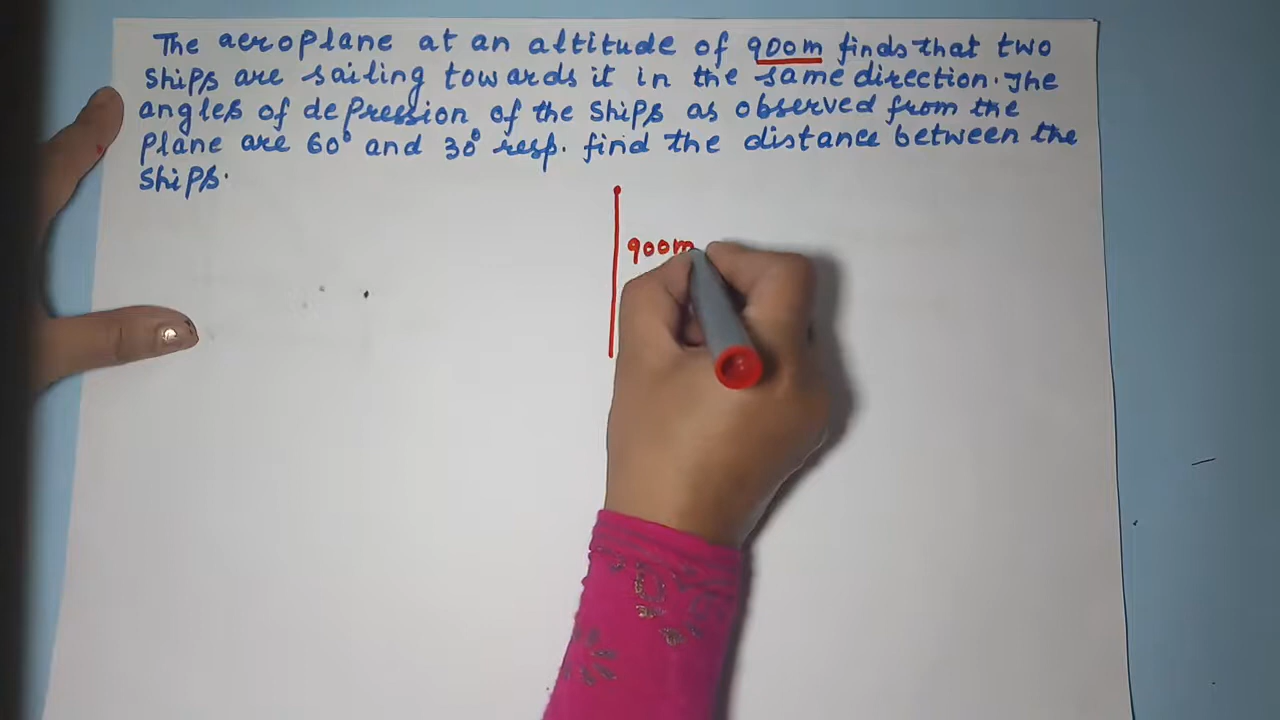 The aeroplane at an altitude of 900m finds that two
ships are sailing towards it in the same direction. The
angles of depression of the ships as observed from the
plane are 60° and 30° resp. find the distance between the
ships.
900m